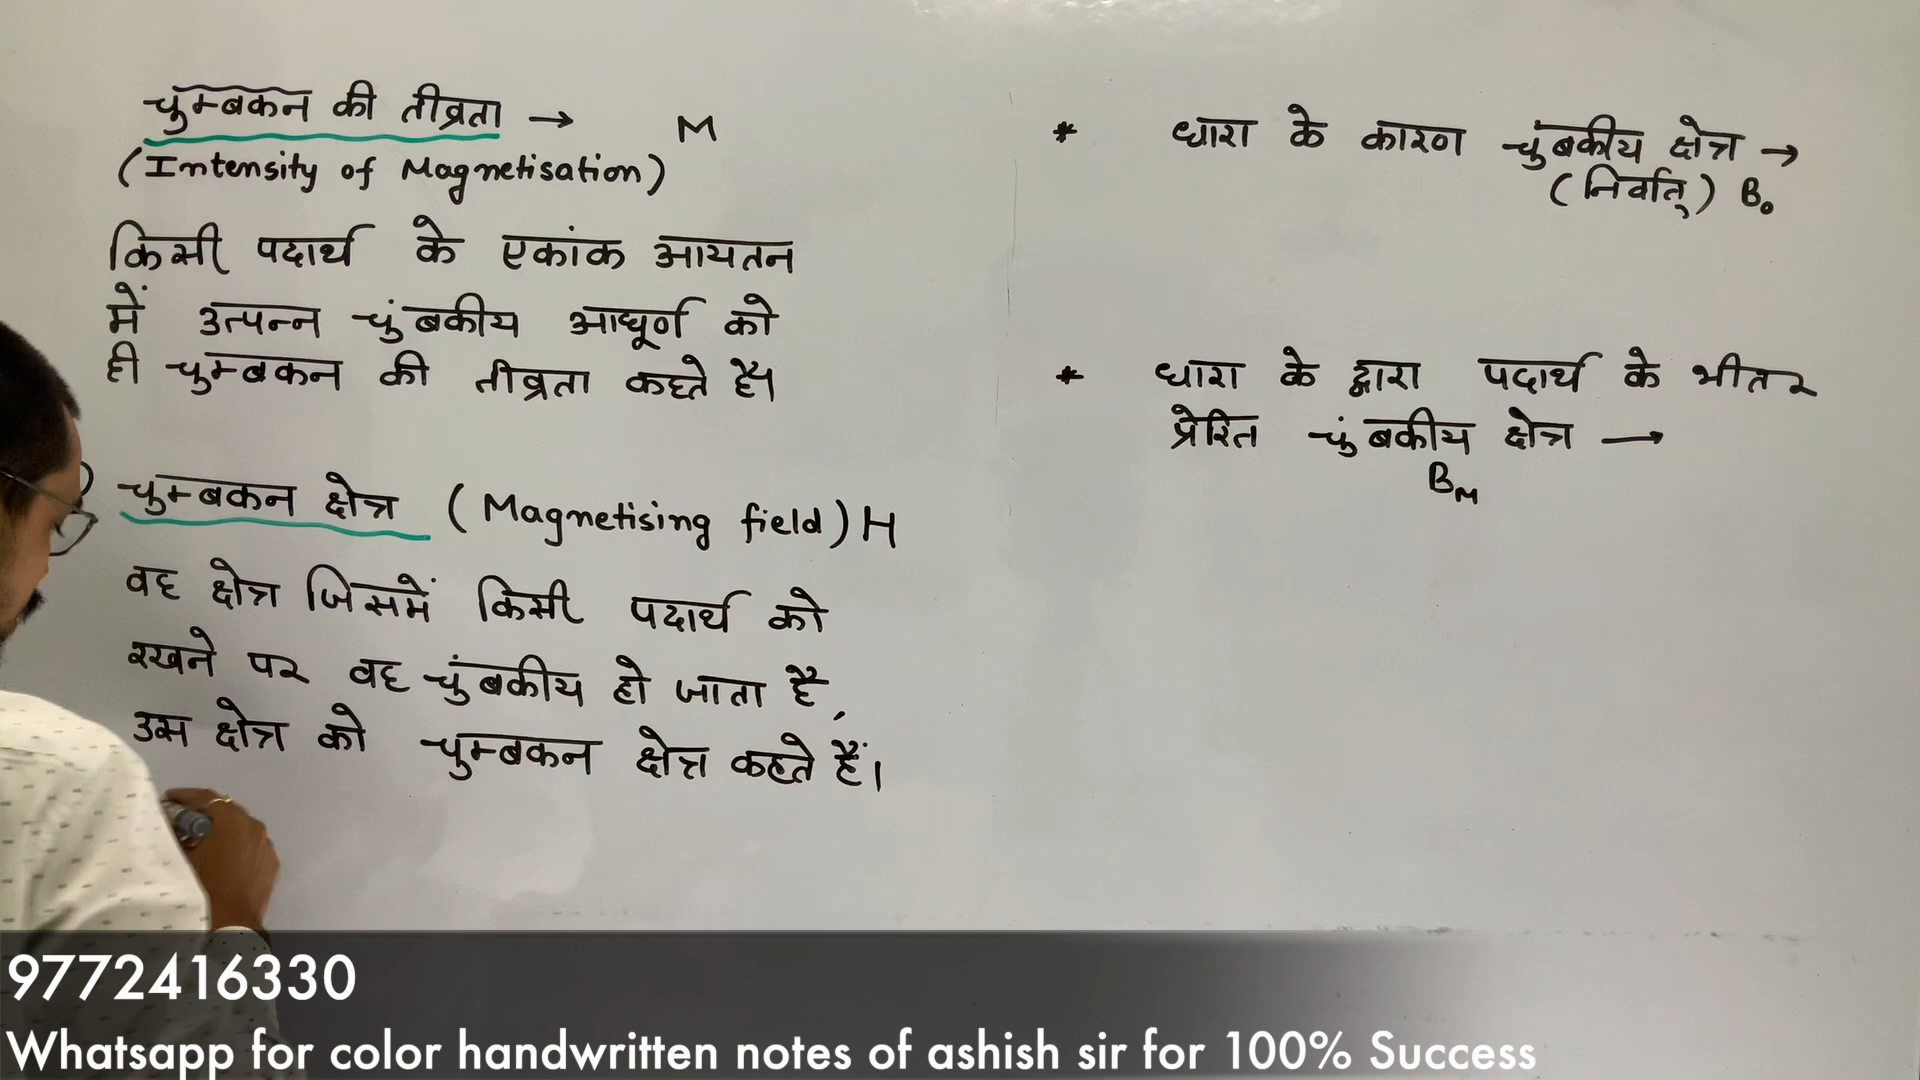 चुम्बकन की तीव्रता → M
(Intensity of Magnetisation)
किसी पदार्थ के एकांक आयतन
में उत्पन्न चुंबकीय आघूर्ण को
ही चुम्बकन की तीव्रता कहते है।
चुम्बकन क्षेत्र (Magnetising field) H
वह क्षेत्र जिसमें किसी पदार्थ को
रखने पर वह चुंबकीय हो जाता है,
उस क्षेत्र को चुम्बकन क्षेत्र कहते हैं।
* धारा के कारण चुंबकीय क्षेत्र →
(निर्वात्) B₀
* धारा के द्वारा पदार्थ के भीतर
प्रेरित चुंबकीय क्षेत्र →
B_M
9772416330
Whatsapp for color handwritten notes of ashish sir for 100% Success